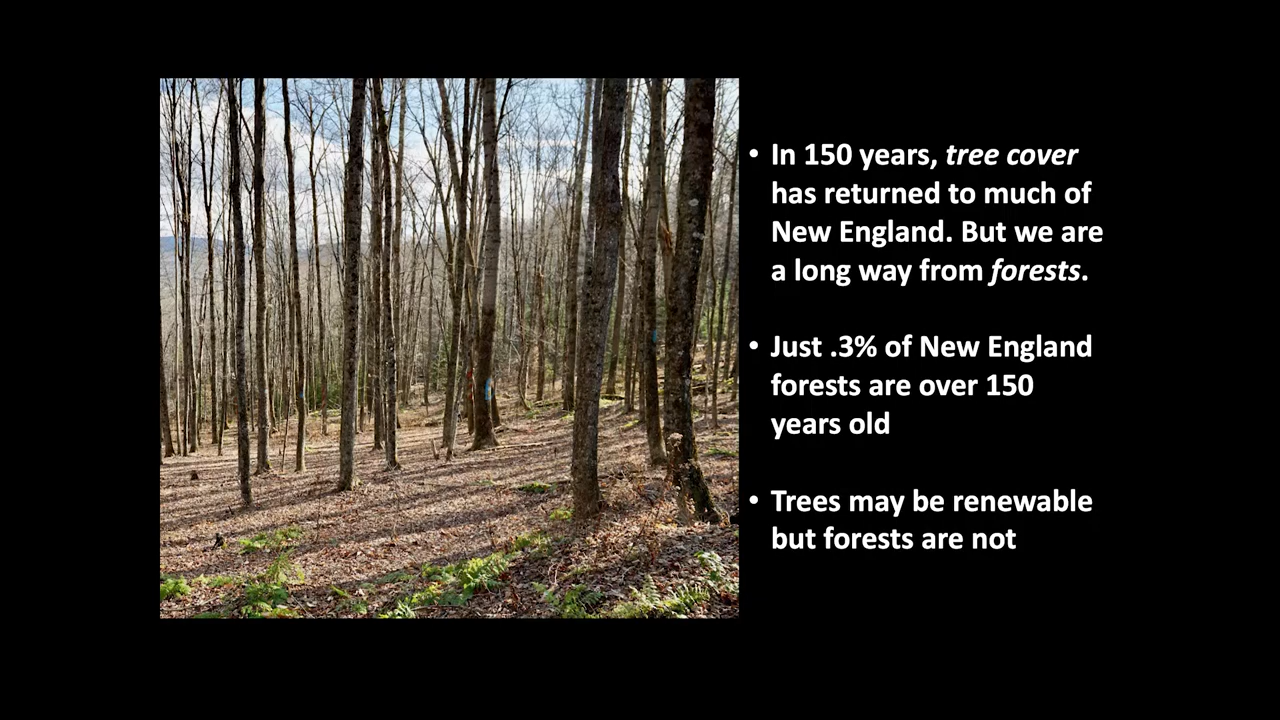 • In 150 years, tree cover
has returned to much of
New England. But we are
a long way from forests.
• Just .3% of New England
forests are over 150
years old
• Trees may be renewable
but forests are not